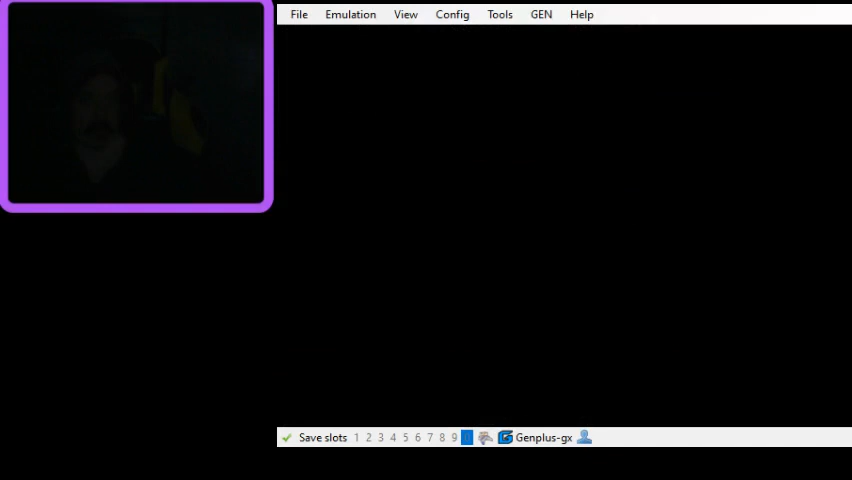 File Emulation View Config Tools GEN Help
Save slots 1 2 3 4 5 6 7 8 9 0 Genplus-gx